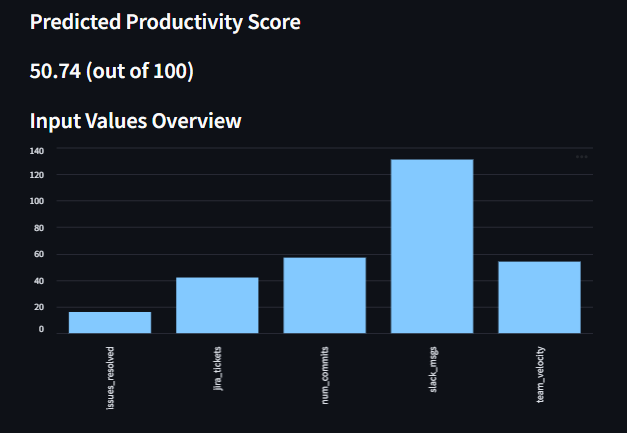 Predicted Productivity Score
50.74 (out of 100)
Input Values Overview
140
120
100
80
60
40
20
0
issues_resolved
jira_tickets
num_commits
slack_msgs
team_velocity